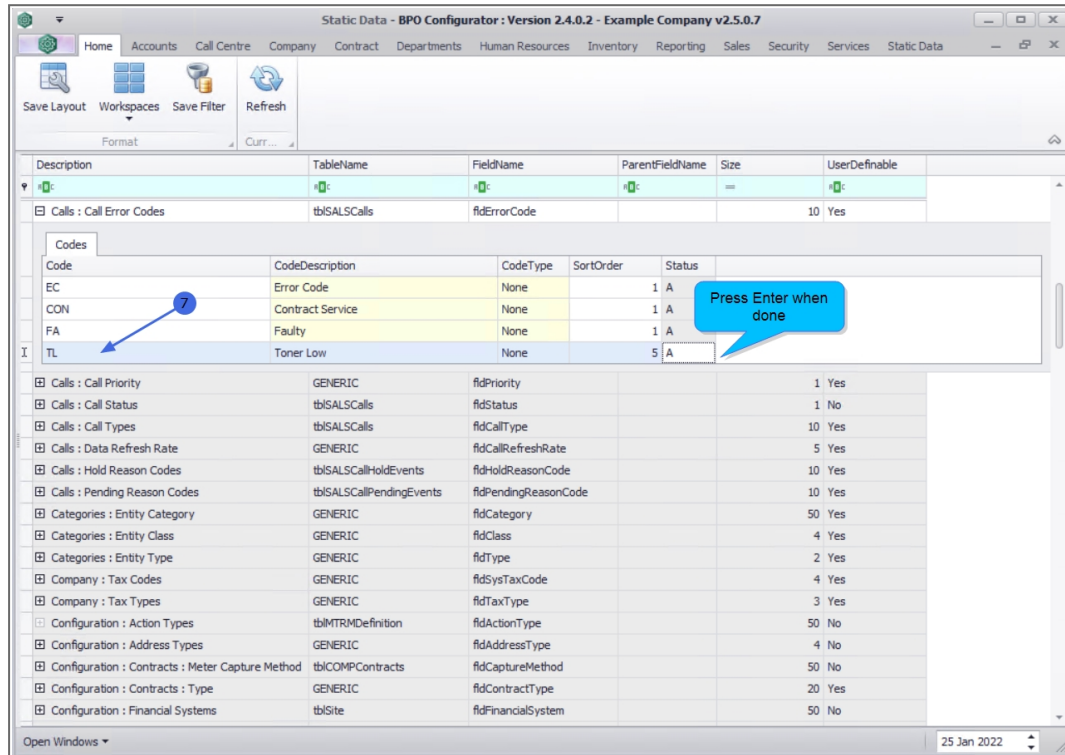 Static Data - BPO Configurator : Version 2.4.0.2 - Example Company v2.5.0.7
Home Accounts Call Centre Company Contract Departments Human Resources Inventory Reporting Sales Security Services Static Data
Save Layout Workspaces Save Filter Refresh
Format Curr...
Description TableName FieldName ParentFieldName Size UserDefinable
Calls : Call Error Codes tblSALSCalls fldErrorCode 10 Yes
Codes
Code CodeDescription CodeType SortOrder Status
EC Error Code None 1 A
CON Contract Service None 1 A
FA Faulty None 1 A
TL Toner Low None 5 A
7
Press Enter when
done
Calls : Call Priority GENERIC fldPriority 1 Yes
Calls : Call Status tblSALSCalls fldStatus 1 No
Calls : Call Types tblSALSCalls fldCallType 10 Yes
Calls : Data Refresh Rate GENERIC fldCallRefreshRate 5 Yes
Calls : Hold Reason Codes tblSALSCallHoldEvents fldHoldReasonCode 10 Yes
Calls : Pending Reason Codes tblSALSCallPendingEvents fldPendingReasonCode 10 Yes
Categories : Entity Category GENERIC fldCategory 50 Yes
Categories : Entity Class GENERIC fldClass 4 Yes
Categories : Entity Type GENERIC fldType 2 Yes
Company : Tax Codes GENERIC fldSysTaxCode 4 Yes
Company : Tax Types GENERIC fldTaxType 3 Yes
Configuration : Action Types tblMTRMDefinition fldActionType 50 No
Configuration : Address Types GENERIC fldAddressType 4 No
Configuration : Contracts : Meter Capture Method tblCOMPContracts fldCaptureMethod 50 No
Configuration : Contracts : Type GENERIC fldContractType 20 Yes
Configuration : Financial Systems tblSite fldFinancialSystem 50 No
Open Windows 25 Jan 2022